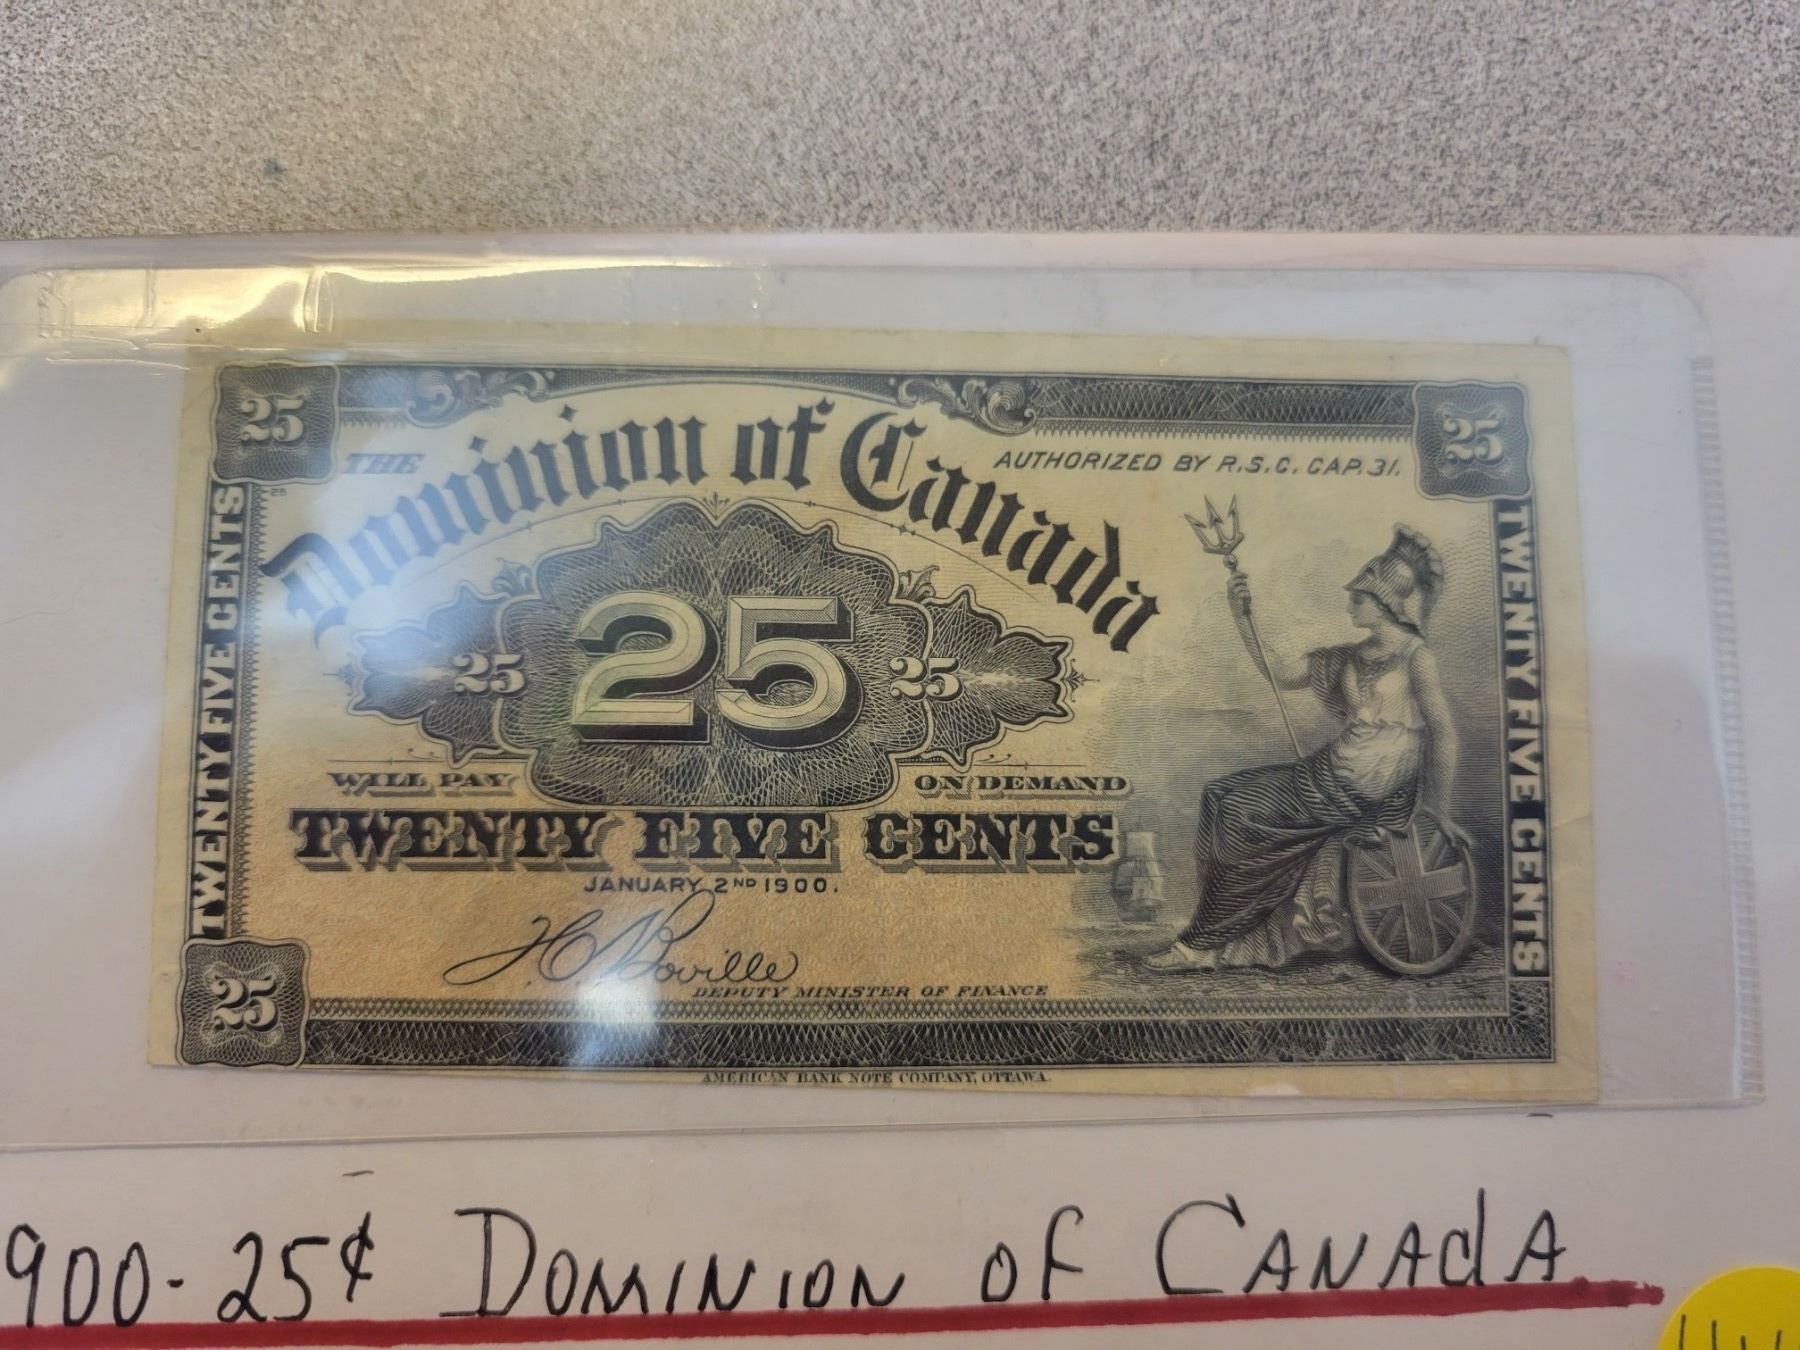 25
25
THE Dominion of Canada
AUTHORIZED BY R.S.C. CAP. 31.
25
TWENTY FIVE CENTS
TWENTY FIVE CENTS
25 25 25
WILL PAY ON DEMAND
TWENTY FIVE CENTS
JANUARY 2ND 1900.
H C Boville
DEPUTY MINISTER OF FINANCE
25
AMERICAN BANK NOTE COMPANY, OTTAWA.
900 - 25¢ DOMINION OF CANADA